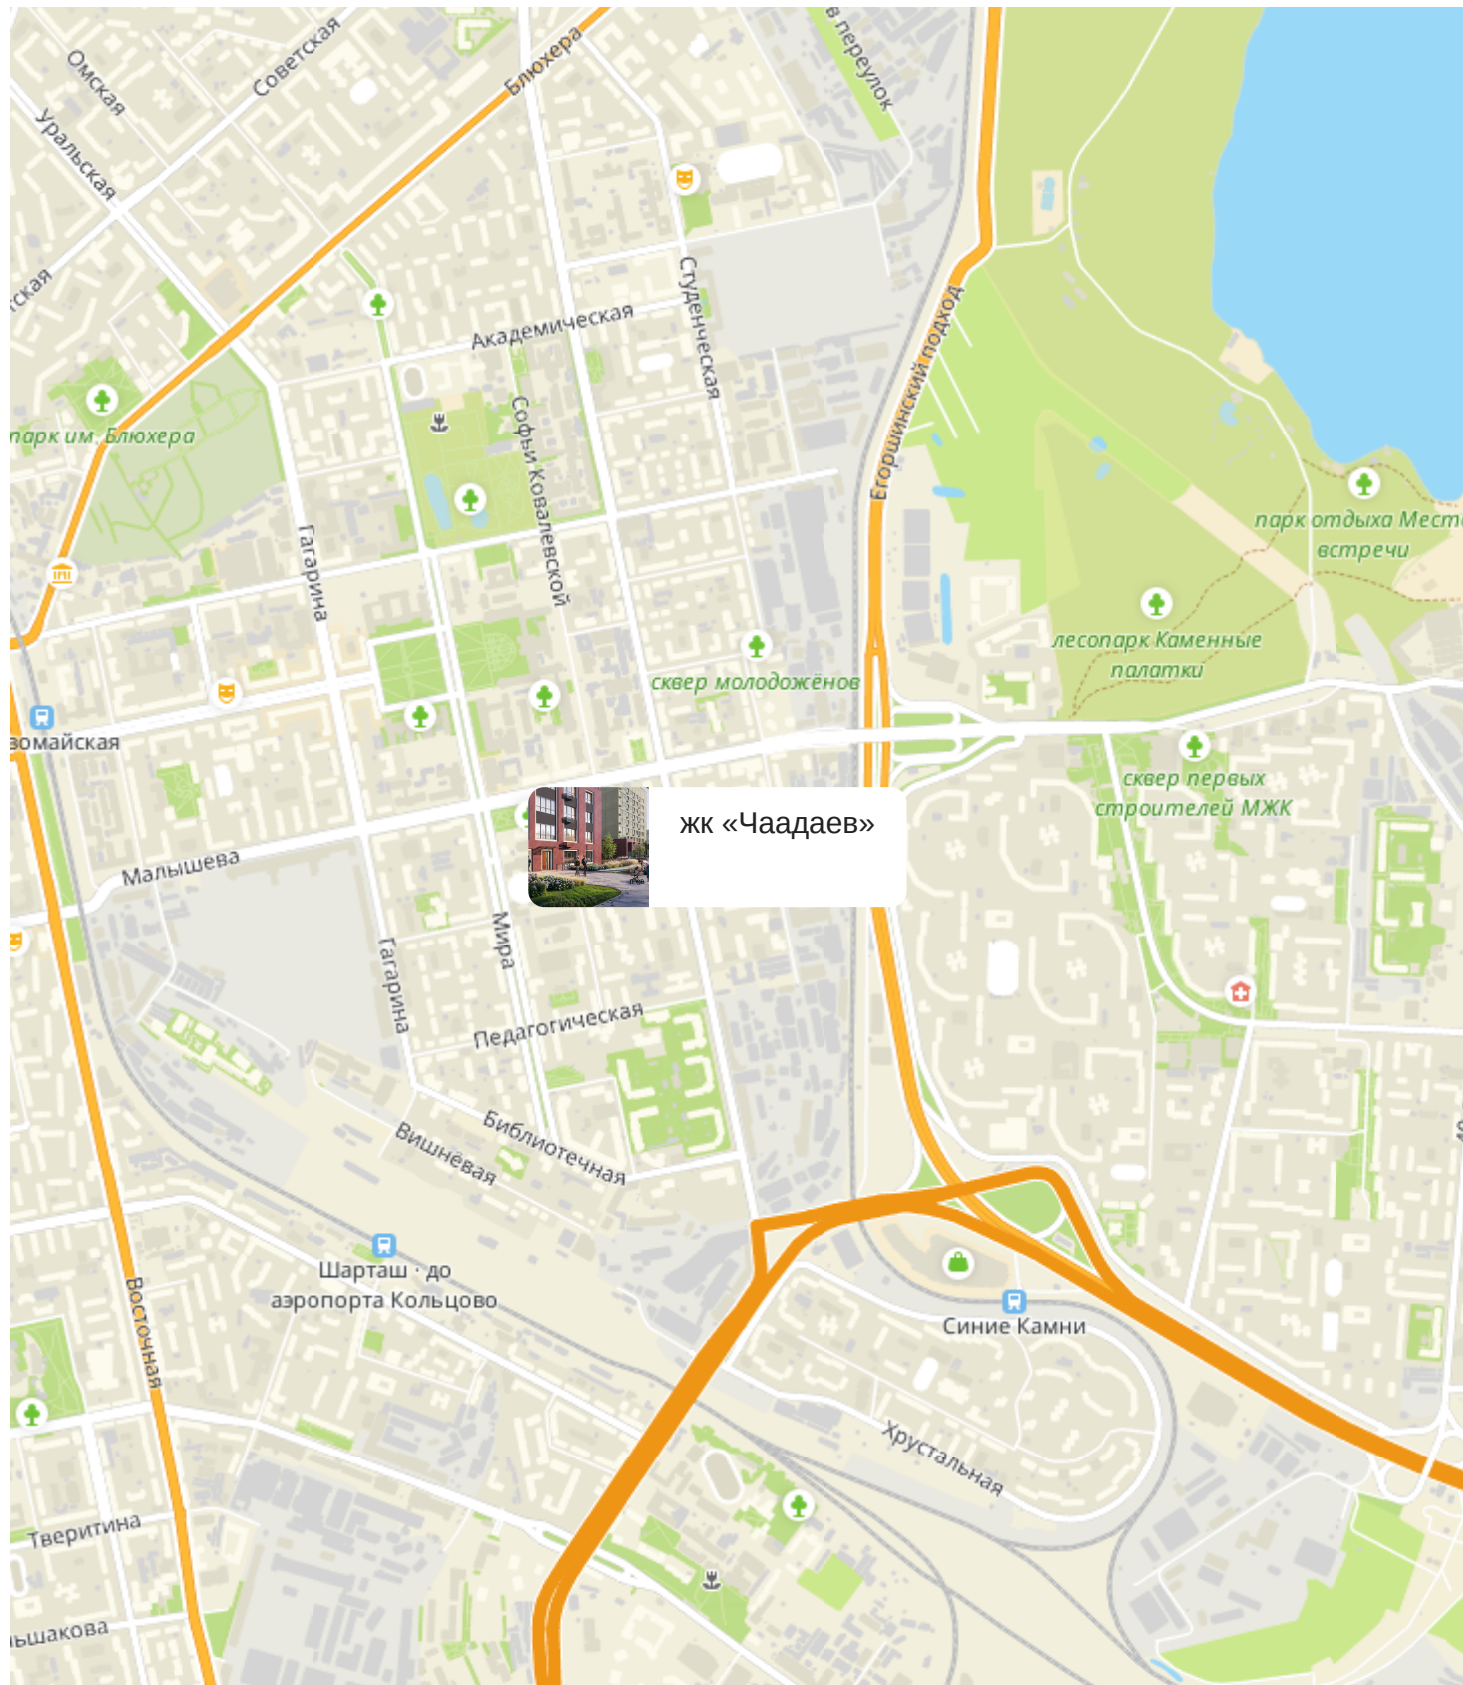 Омская
Советская
Блюхера
Уральская
Студенческая
Академическая
Егоршинский подход
Софьи Ковалевской
парк им. Блюхера
Гагарина
парк отдыха
встречи
лесопарк Каменные
палатки
сквер молодожёнов
сквер первых
строителей МЖК
жк «Чаадаев»
Малышева
Мира
Гагарина
Педагогическая
Библиотечная
Вишнёвая
Шарташ · до
аэропорта Кольцово
Восточная
Синие Камни
Хрустальная
Тверитина